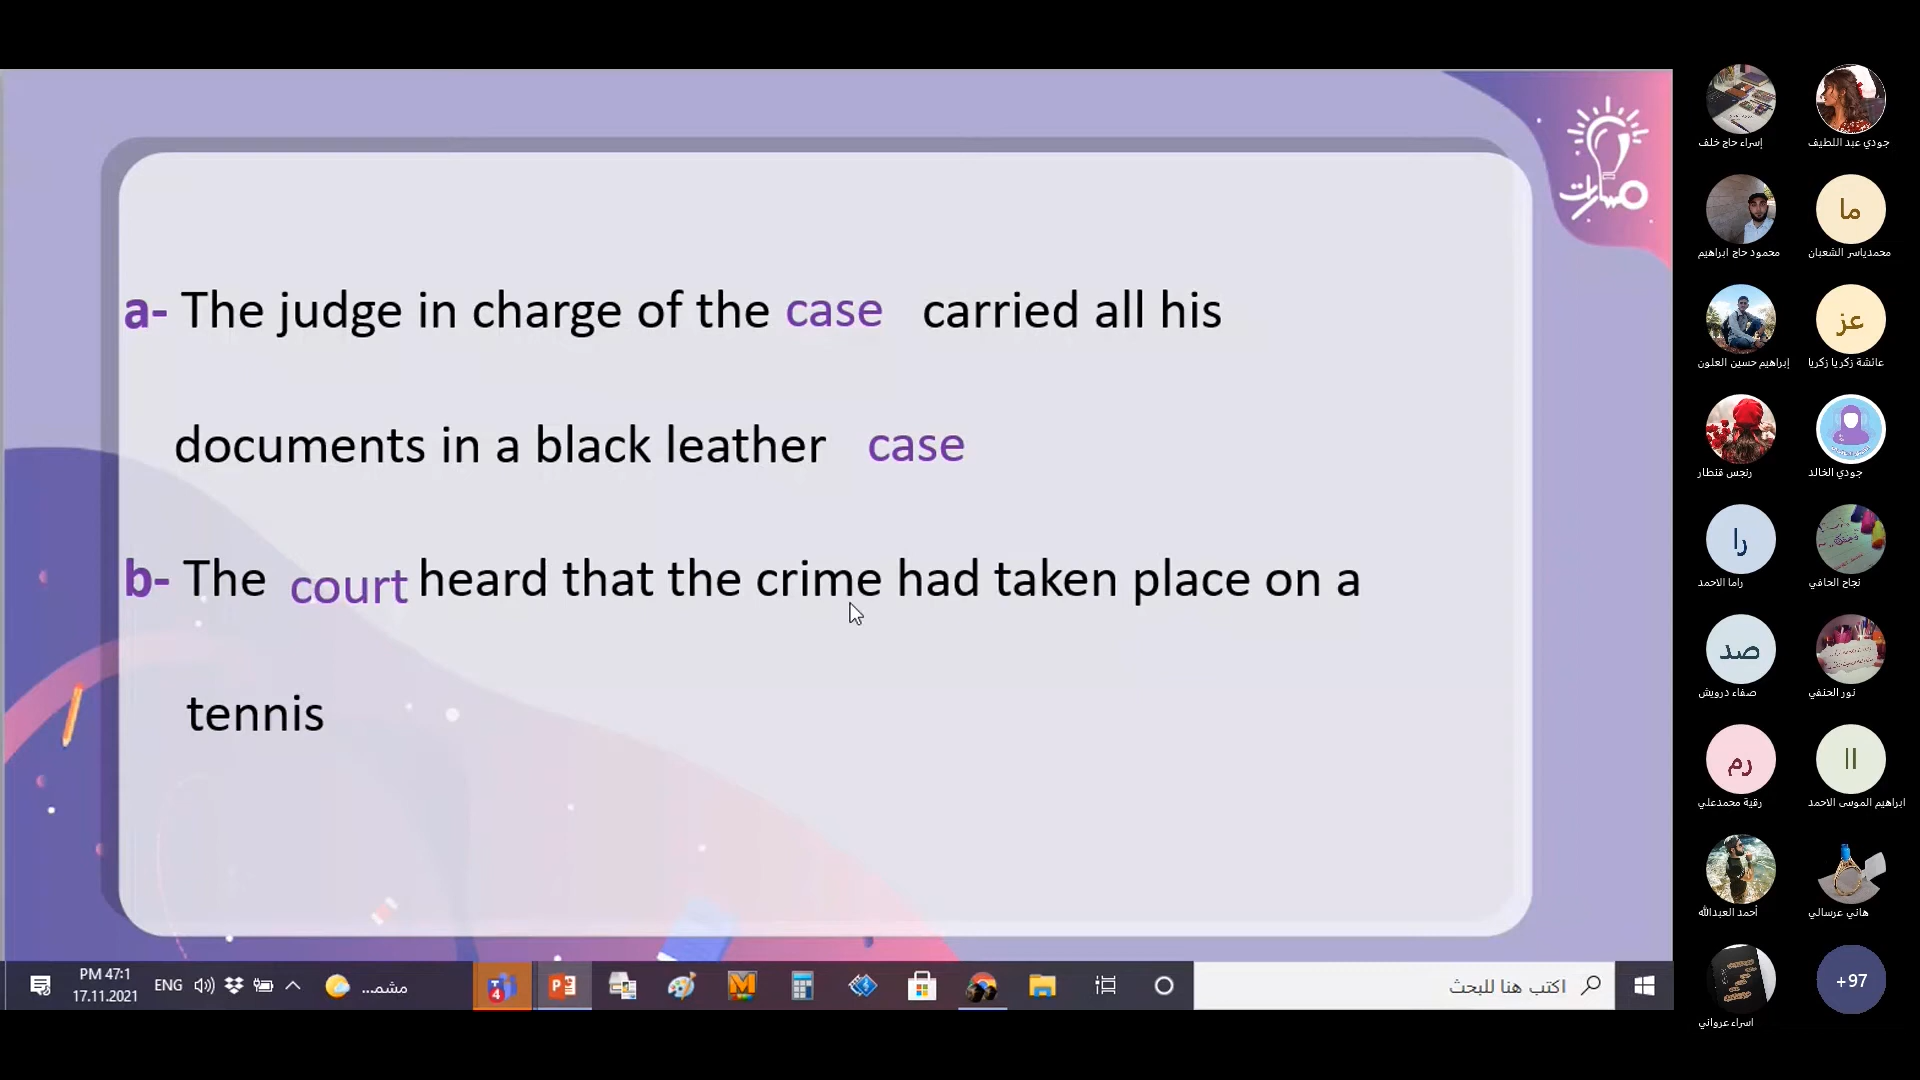 مسارات
a- The judge in charge of the case carried all his
documents in a black leather case
b- The court heard that the crime had taken place on a
tennis
إسراء حاج خلف
جودي عبد اللطيف
ما
محمود حاج ابراهيم
محمدياسر الشعبان
عز
إبراهيم حسين العلون
عائشة زكريا زكريا
نرجس قنطار
جودي الخالد
را
راما الاحمد
نجاح الحافي
صد
صفاء درويش
نور الحنفي
رم
اا
رقية محمدعلي
ابراهيم الموسى الاحمد
أحمد العبدالله
هاني عرسالي
+97
اسراء عرواني
PM 47:1
17.11.2021
ENG
مشمـ...
اكتب هنا للبحث